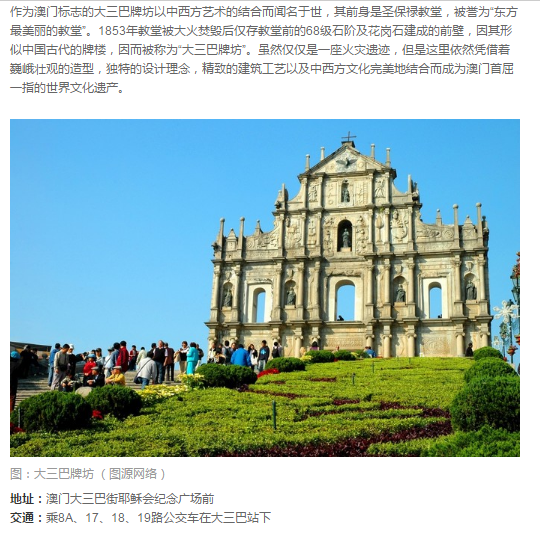 作为澳门标志的大三巴牌坊以中西方艺术的结合而闻名于世，其前身是圣保禄教堂，被誉为“东方
最美丽的教堂”。1853年教堂被大火焚毁后仅存教堂前的68级石阶及花岗石建成的前壁，因其形
似中国古代的牌楼，因而被称为“大三巴牌坊”。虽然仅仅是一座火灾遗迹，但是这里依然凭借着
巍峨壮观的造型，独特的设计理念，精致的建筑工艺以及中西方文化完美地结合而成为澳门首屈
一指的世界文化遗产。
图：大三巴牌坊（图源网络）
地址：澳门大三巴街耶稣会纪念广场前
交通：乘8A、17、18、19路公交车在大三巴站下